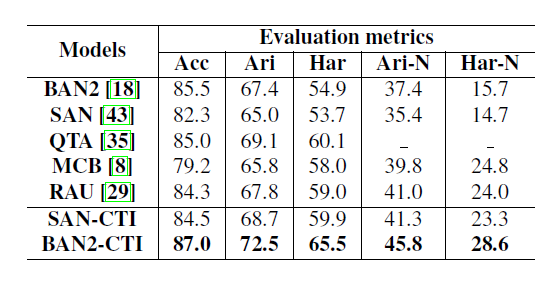 Models Evaluation metrics
Acc Ari Har Ari-N Har-N
BAN2 [18] 85.5 67.4 54.9 37.4 15.7
SAN [43] 82.3 65.0 53.7 35.4 14.7
QTA [35] 85.0 69.1 60.1 – –
MCB [8] 79.2 65.8 58.0 39.8 24.8
RAU [29] 84.3 67.8 59.0 41.0 24.0
SAN-CTI 84.5 68.7 59.9 41.3 23.3
BAN2-CTI 87.0 72.5 65.5 45.8 28.6